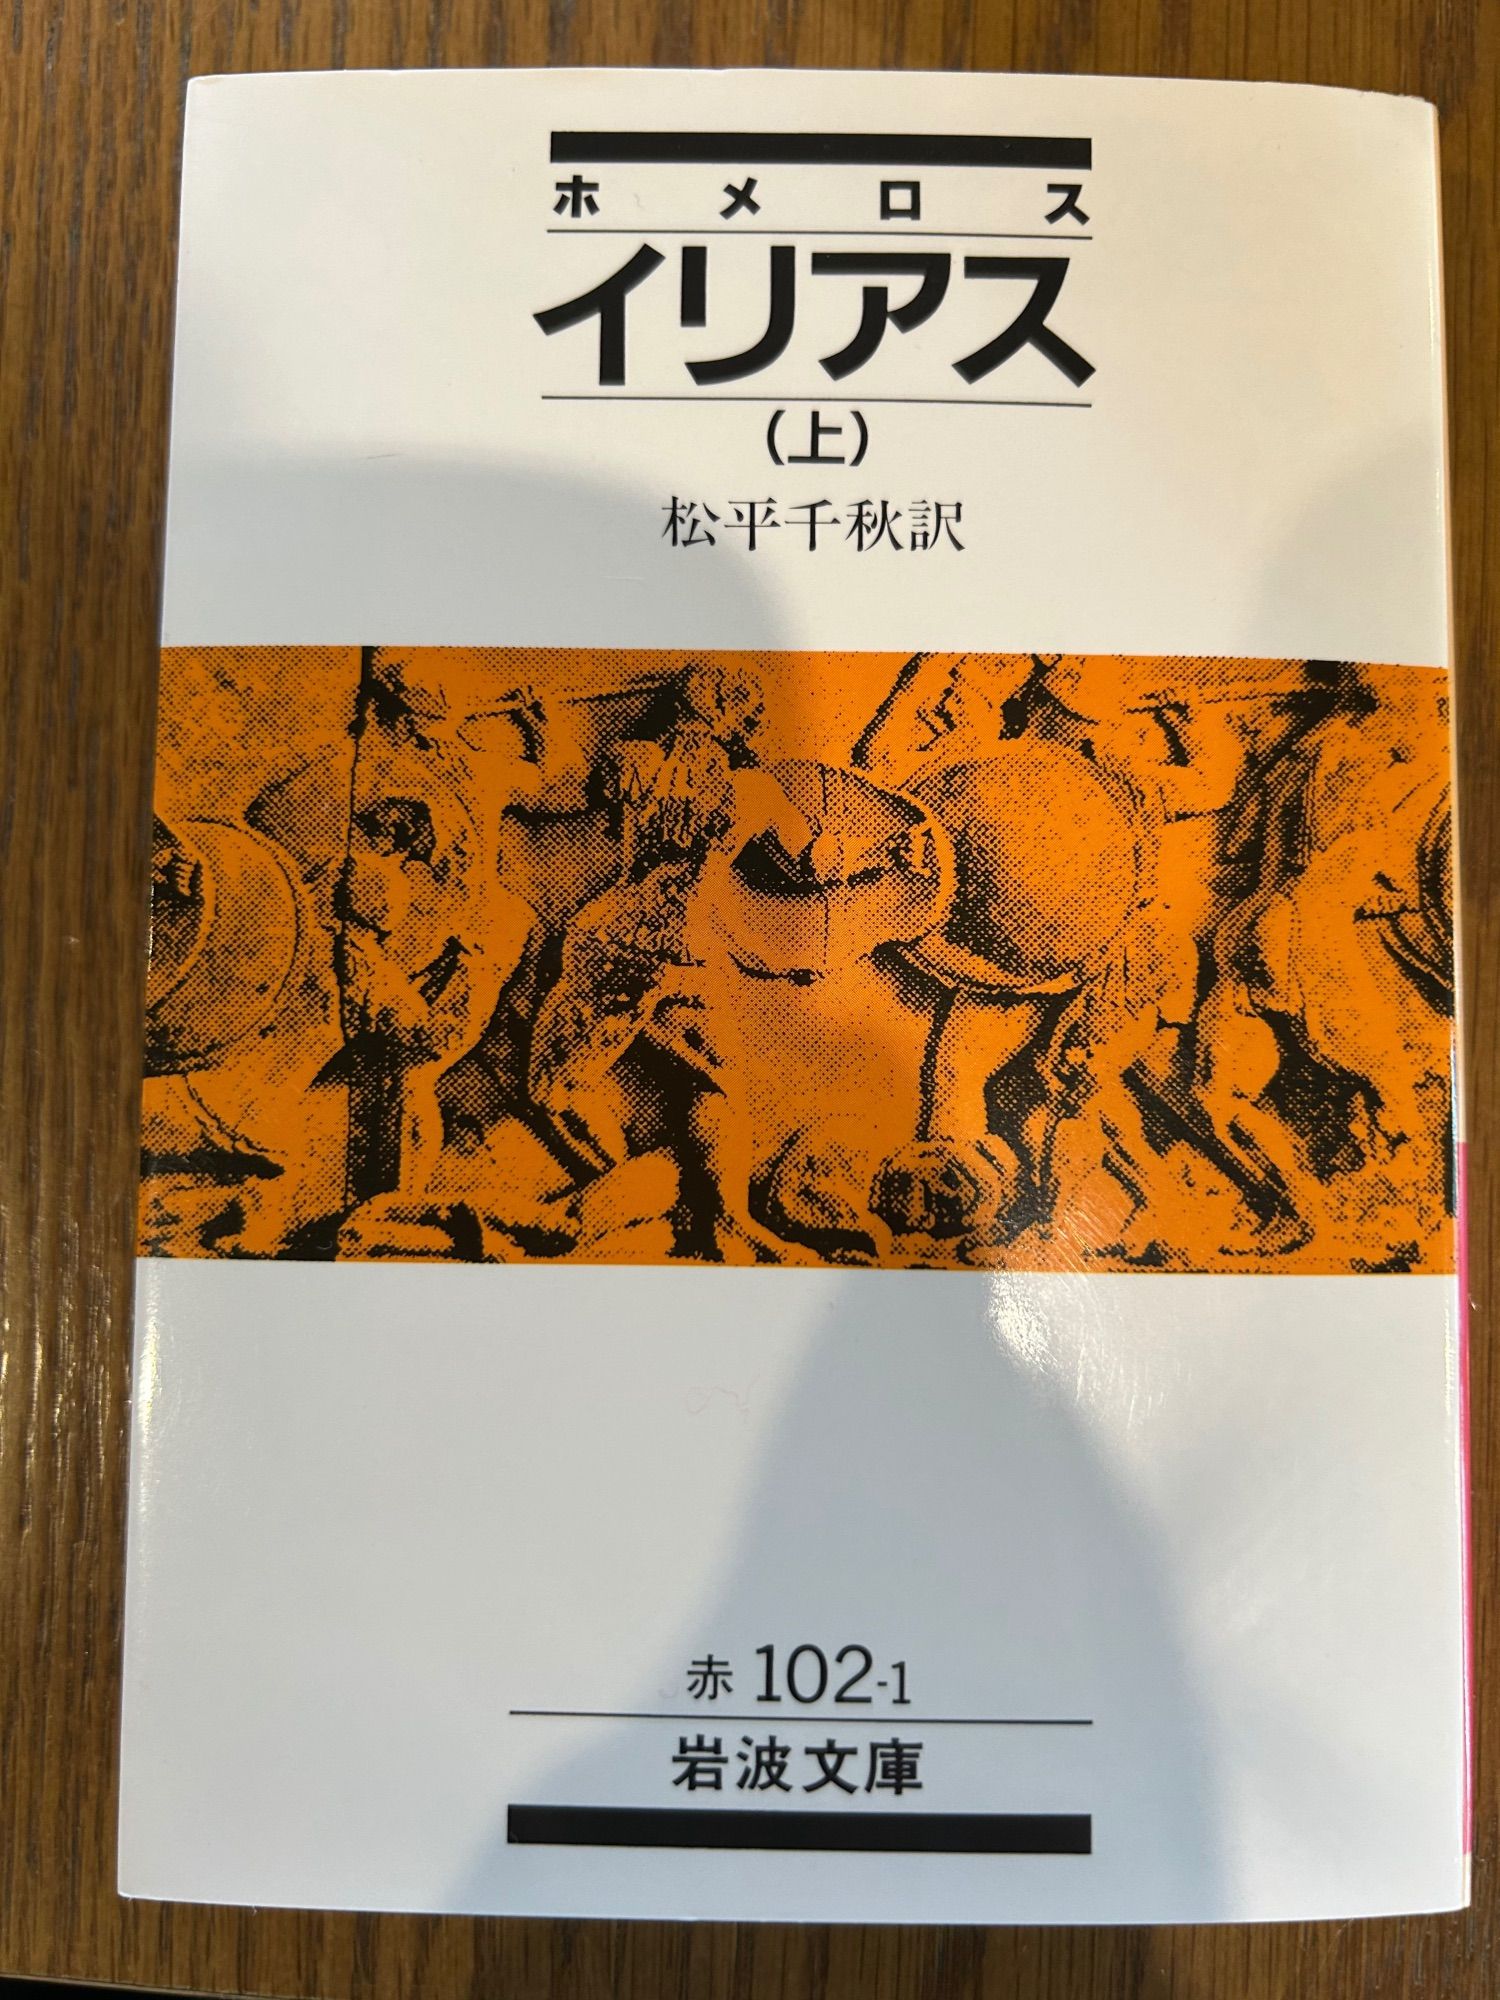 ホメロス
イリアス
（上）
松平千秋訳
赤 102-1
岩波文庫